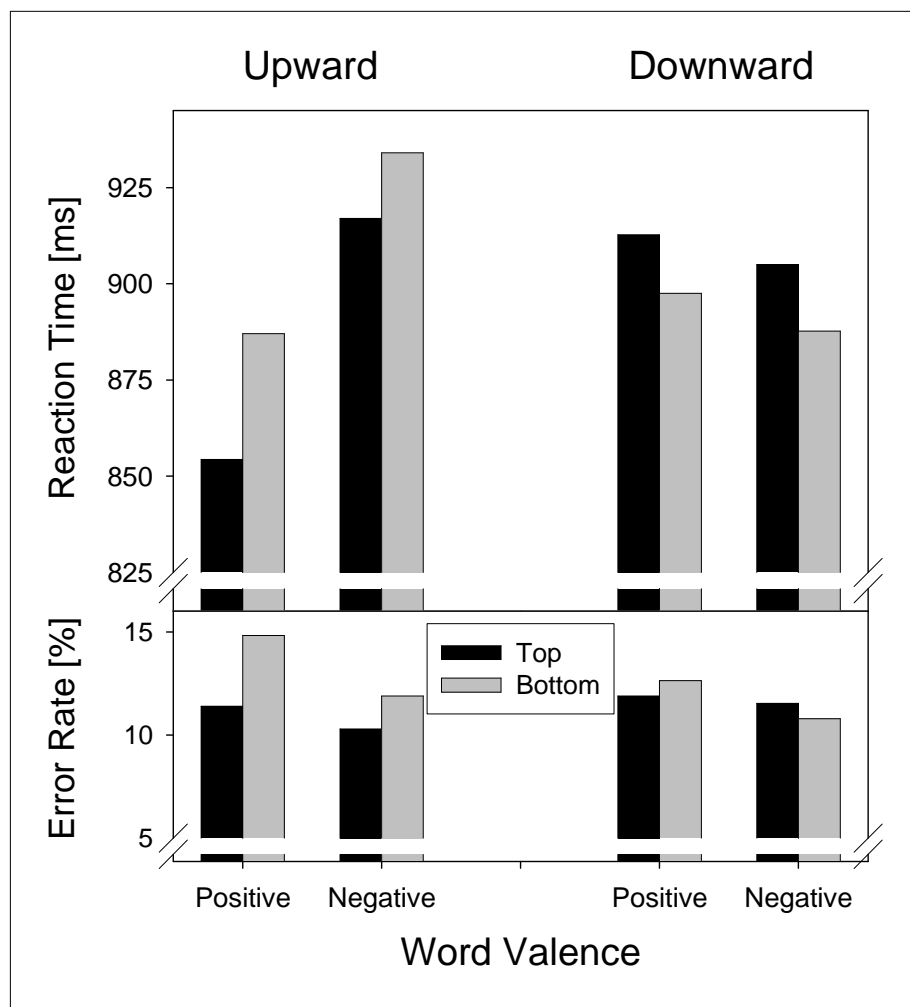 Upward Downward
Reaction Time [ms]
925
900
875
850
825
Error Rate [%]
15
10
5
Top
Bottom
Positive Negative Positive Negative
Word Valence